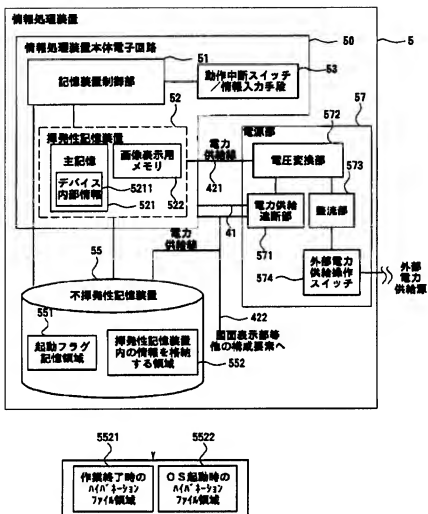 情報処理装置
5
情報処理装置本体電子回路
50
51
記憶装置制御部
53
動作中断スイッチ
/情報入力手段
52
揮発性記憶装置
主記憶
デバイス
内部情報
5211
521
画像表示用
メモリ
522
電力
供給線
421
電源部
57
572
電圧変換部
573
電力供給
遮断部
571
整流部
41
574
外部電力
供給操作
スイッチ
外部
電力
供給源
電力
供給線
422
画面表示部等
他の構成要素へ
55
不揮発性記憶装置
551
起動フラグ
記憶領域
揮発性記憶装置
内の情報を格納
する領域
552
5521
作業終了時の
ハイバネーション
ファイル領域
5522
OS起動時の
ハイバネーション
ファイル領域